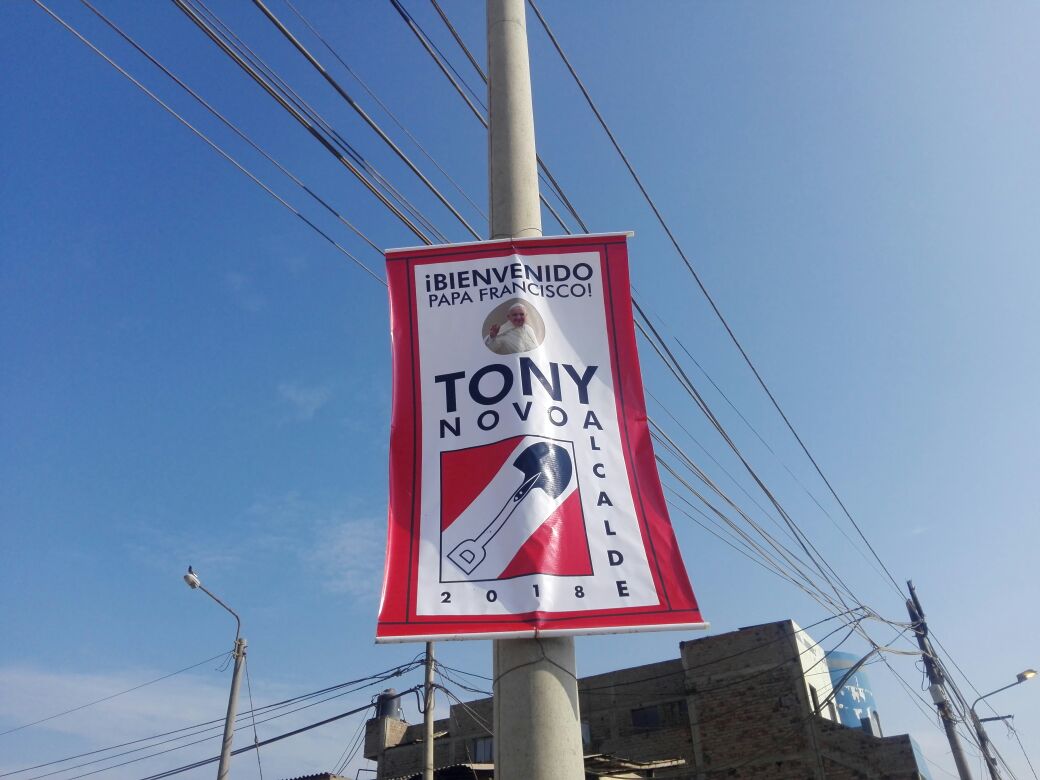 ¡BIENVENIDO
PAPA FRANCISCO!
TONY
NOVOA
ALCALDE
2018